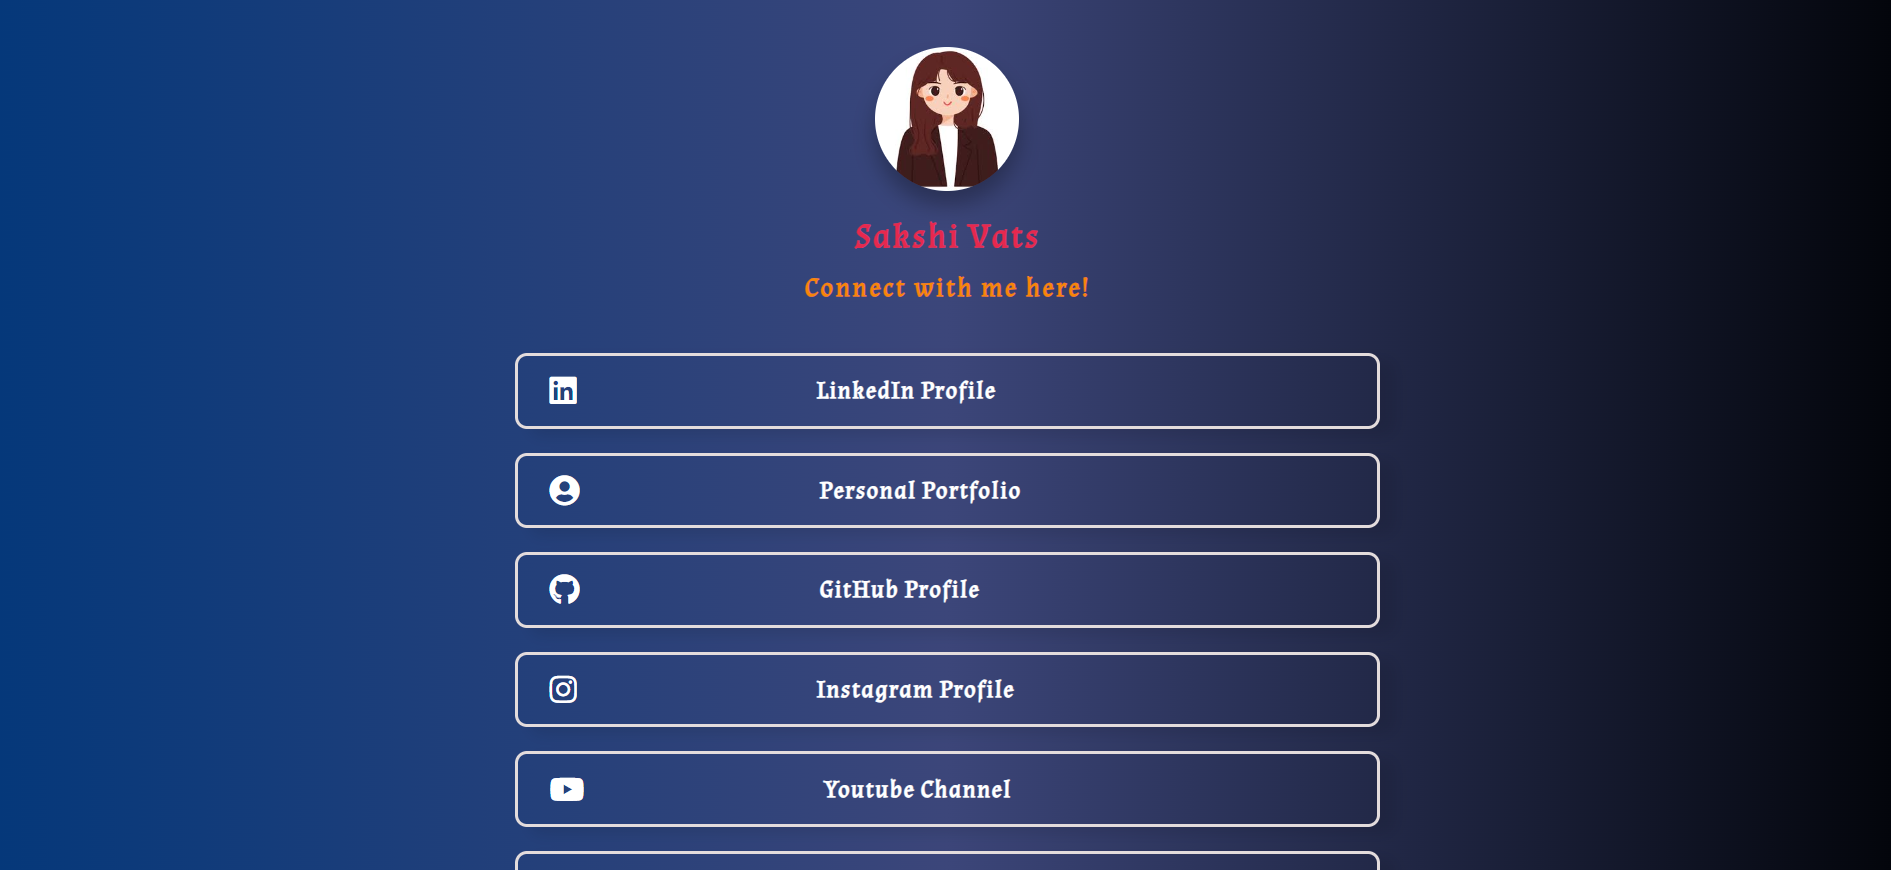 Sakshi Vats
Connect with me here!
LinkedIn Profile
Personal Portfolio
GitHub Profile
Instagram Profile
Youtube Channel